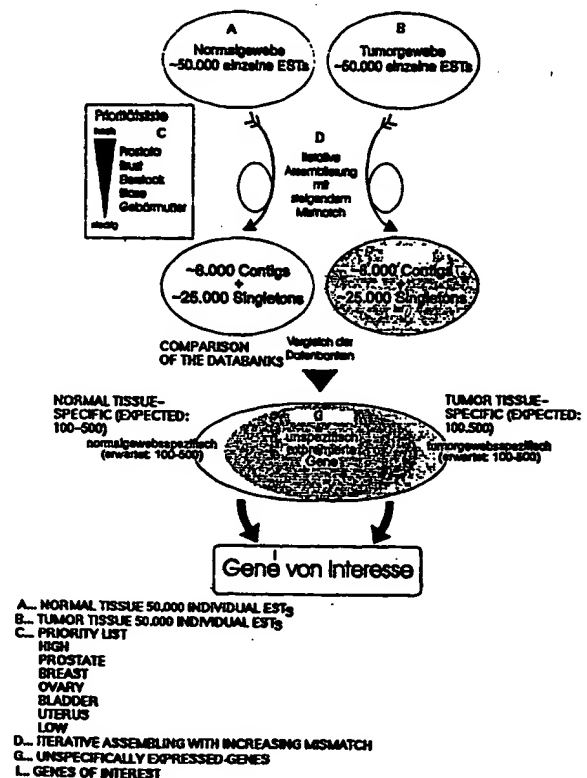 A
Normalgewebe
~50.000 einzelne ESTs
B
Tumorgewebe
~50.000 einzelne ESTs
Prioritätsliste
hoch
C
Prostata
Brust
Eierstock
Blase
Gebärmutter
niedrig
D
Iterative
Assemblierung
mit
steigendem
Mismatch
~8.000 Contigs
+
~25.000 Singletons
~8.000 Contigs
+
~25.000 Singletons
COMPARISON
OF THE DATABANKS
Vergleich der
Datenbanken
NORMAL TISSUE-
SPECIFIC (EXPECTED:
100-500)
normalgewebsspezifisch
(erwartet: 100-500)
G
unspezifisch
exprimierte
Gene
TUMOR TISSUE-
SPECIFIC (EXPECTED:
100.500)
tumorgewebsspezifisch
(erwartet: 100-500)
I
Gene von Interesse
A... NORMAL TISSUE 50.000 INDIVIDUAL ESTs
B... TUMOR TISSUE 50.000 INDIVIDUAL ESTs
C... PRIORITY LIST
HIGH
PROSTATE
BREAST
OVARY
BLADDER
UTERUS
LOW
D... ITERATIVE ASSEMBLING WITH INCREASING MISMATCH
G... UNSPECIFICALLY EXPRESSED-GENES
I... GENES OF INTEREST